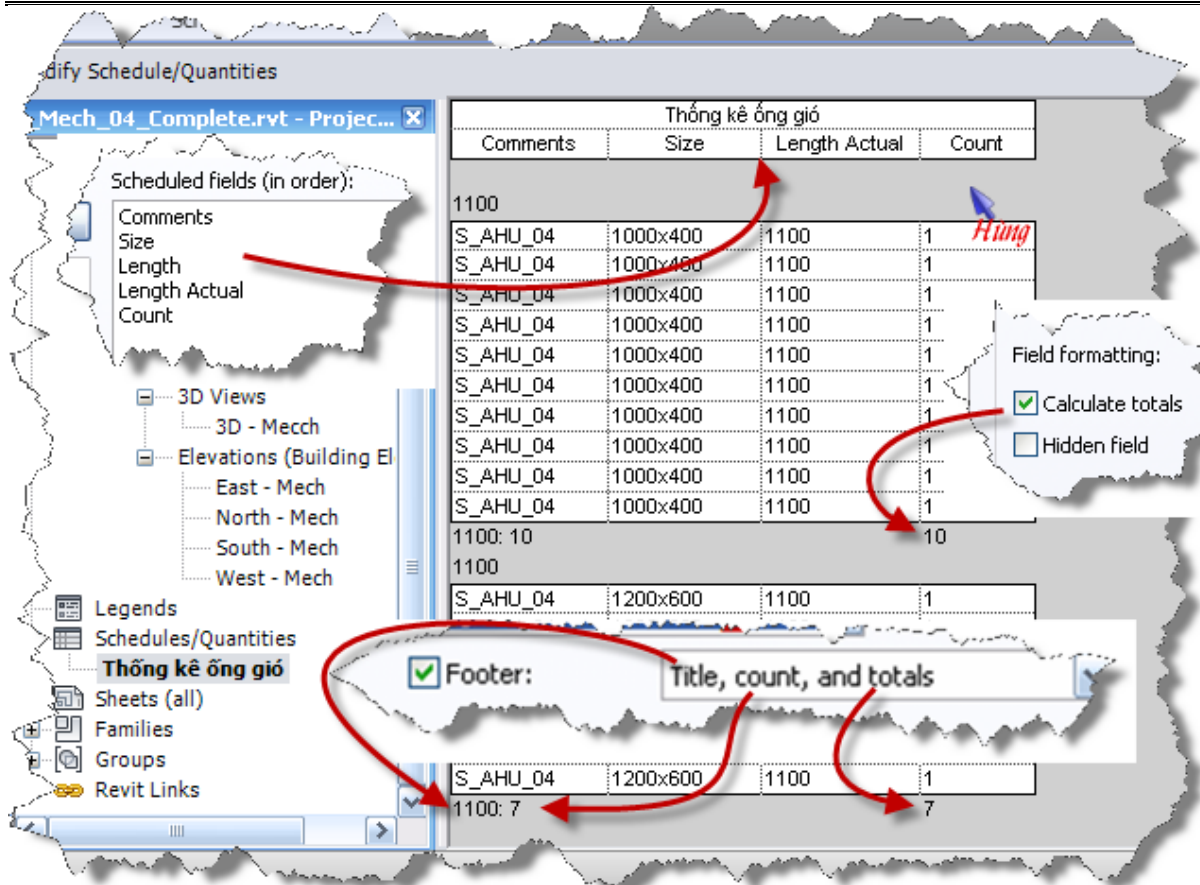 dify Schedule/Quantities
Mech_04_Complete.rvt - Projec...
Scheduled fields (in order):
Comments
Size
Length
Length Actual
Count
3D Views
3D - Mecch
Elevations (Building El
East - Mech
North - Mech
South - Mech
West - Mech
Legends
Schedules/Quantities
Thống kê ống gió
Sheets (all)
Families
Groups
Revit Links
Thống kê ống gió
Comments Size Length Actual Count
1100
Hùng
S_AHU_04 1000x400 1100 1
S_AHU_04 1000x400 1100 1
S_AHU_04 1000x400 1100 1
S_AHU_04 1000x400 1100 1
S_AHU_04 1000x400 1100 1
S_AHU_04 1000x400 1100 1
S_AHU_04 1000x400 1100 1
S_AHU_04 1000x400 1100 1
S_AHU_04 1000x400 1100 1
S_AHU_04 1000x400 1100 1
1100: 10 10
Field formatting:
Calculate totals
Hidden field
1100
S_AHU_04 1200x600 1100 1
Footer: Title, count, and totals
S_AHU_04 1200x600 1100 1
1100: 7 7